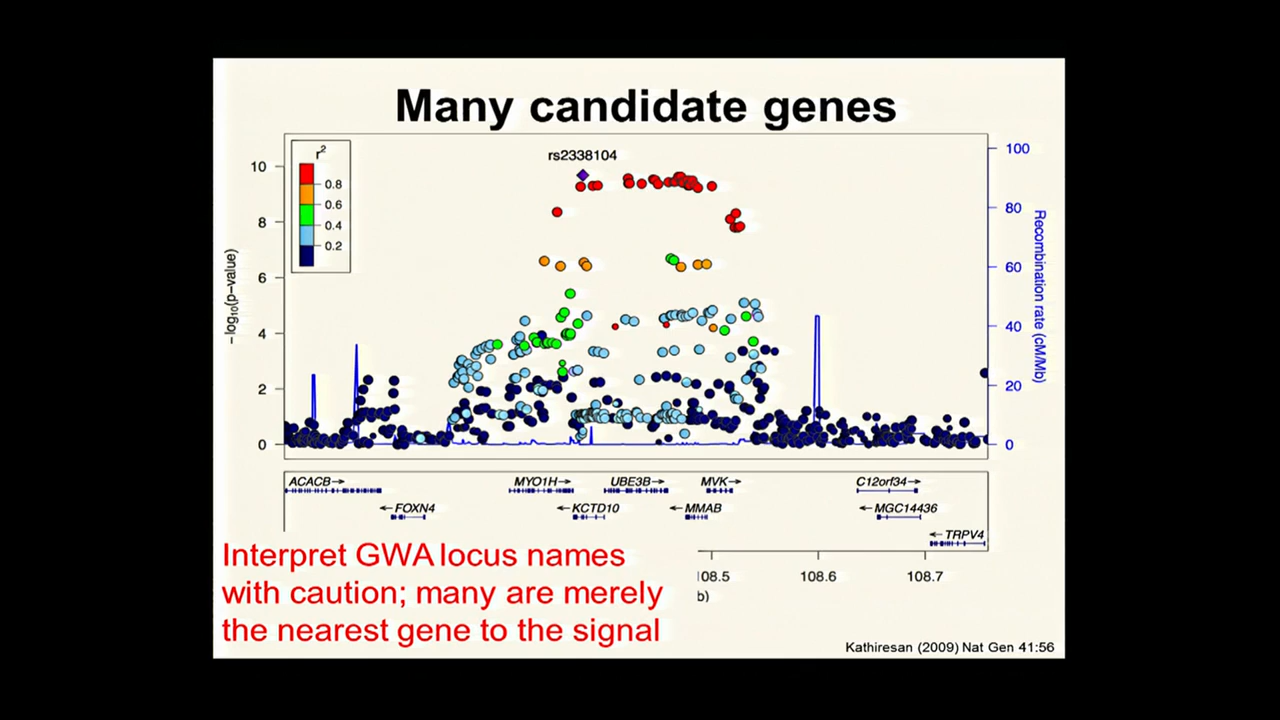 Many candidate genes
r2
0.8
0.6
0.4
0.2
rs2338104
10
8
6
4
2
0
−log10(p−value)
100
80
60
40
20
0
Recombination rate (cM/Mb)
ACACB→
MYO1H→
UBE3B→
MVK→
C12orf34→
←FOXN4
←KCTD10
←MMAB
←MGC14436
←TRPV4
108.5
108.6
108.7
b)
Interpret GWA locus names
with caution; many are merely
the nearest gene to the signal
Kathiresan (2009) Nat Gen 41:56